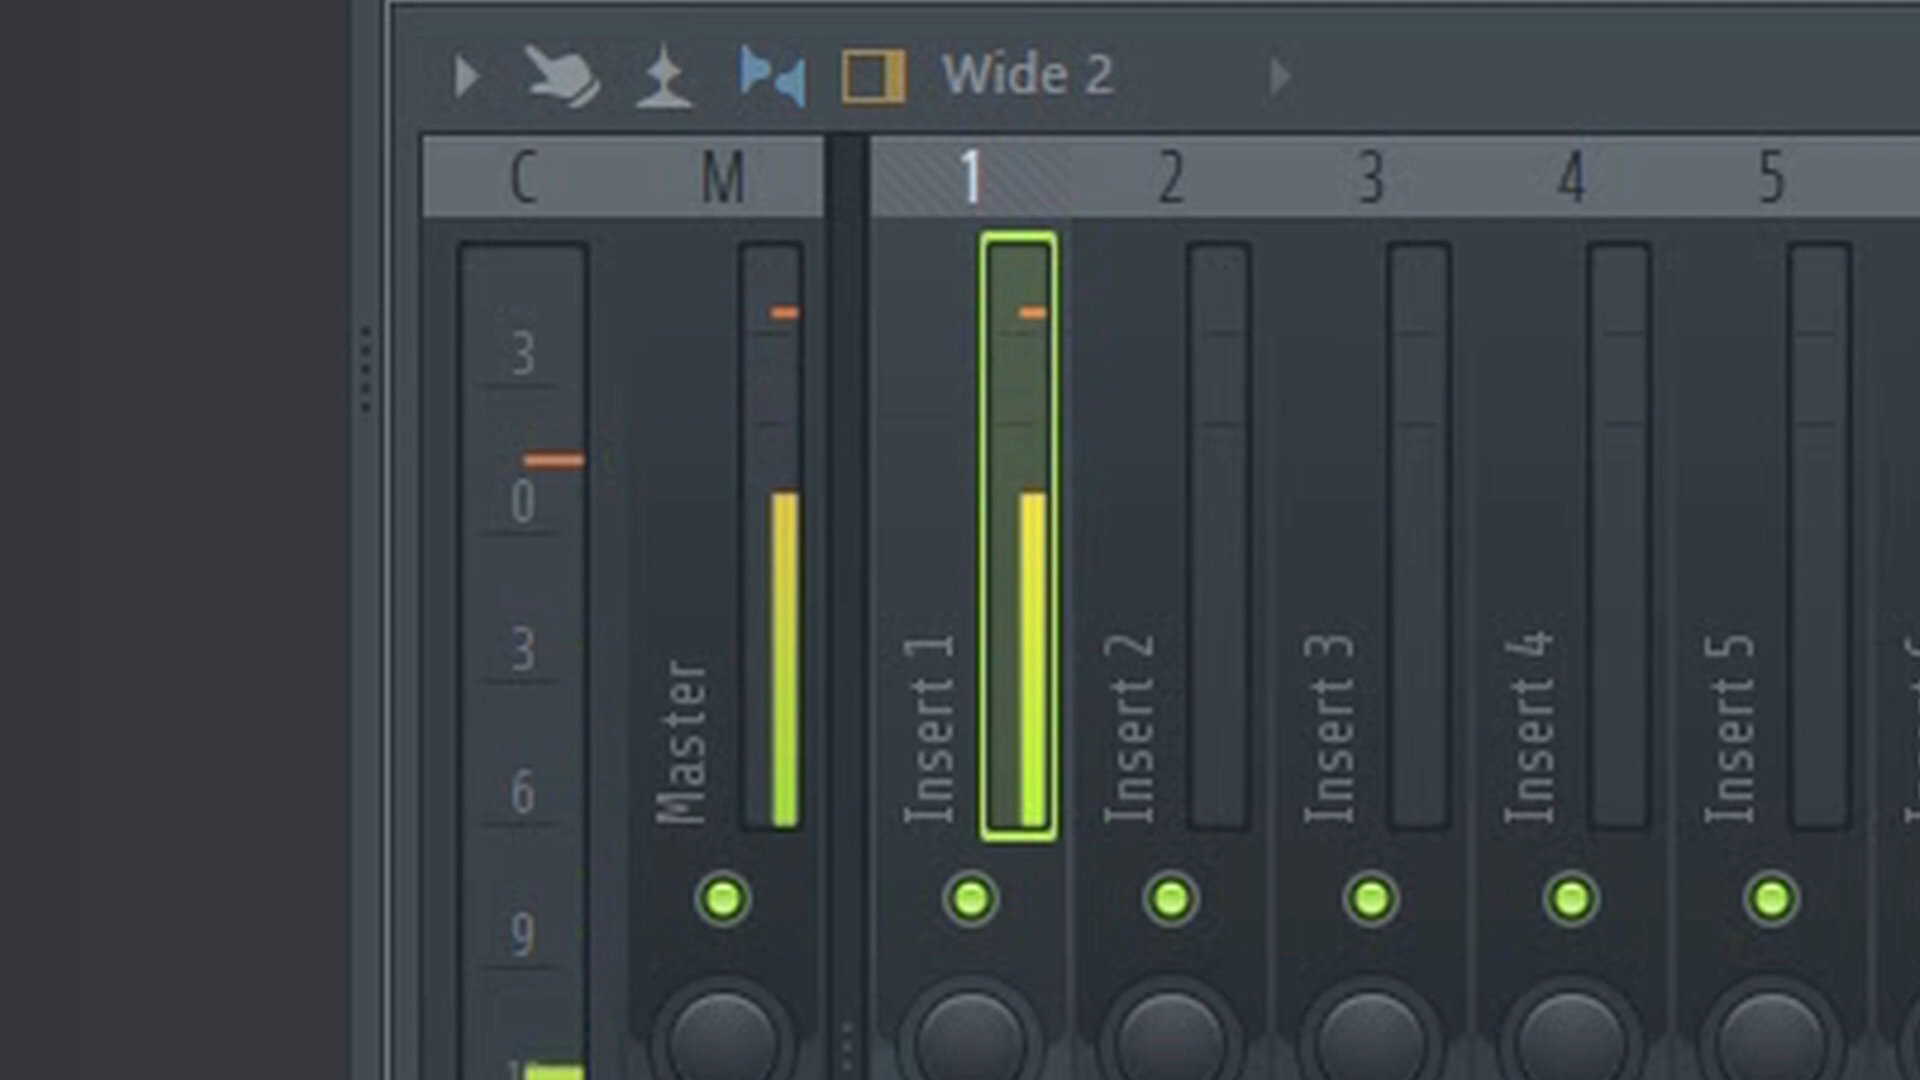 Wide 2
C M 1 2 3 4 5
3
0
3
6
9
Master
Insert 1
Insert 2
Insert 3
Insert 4
Insert 5